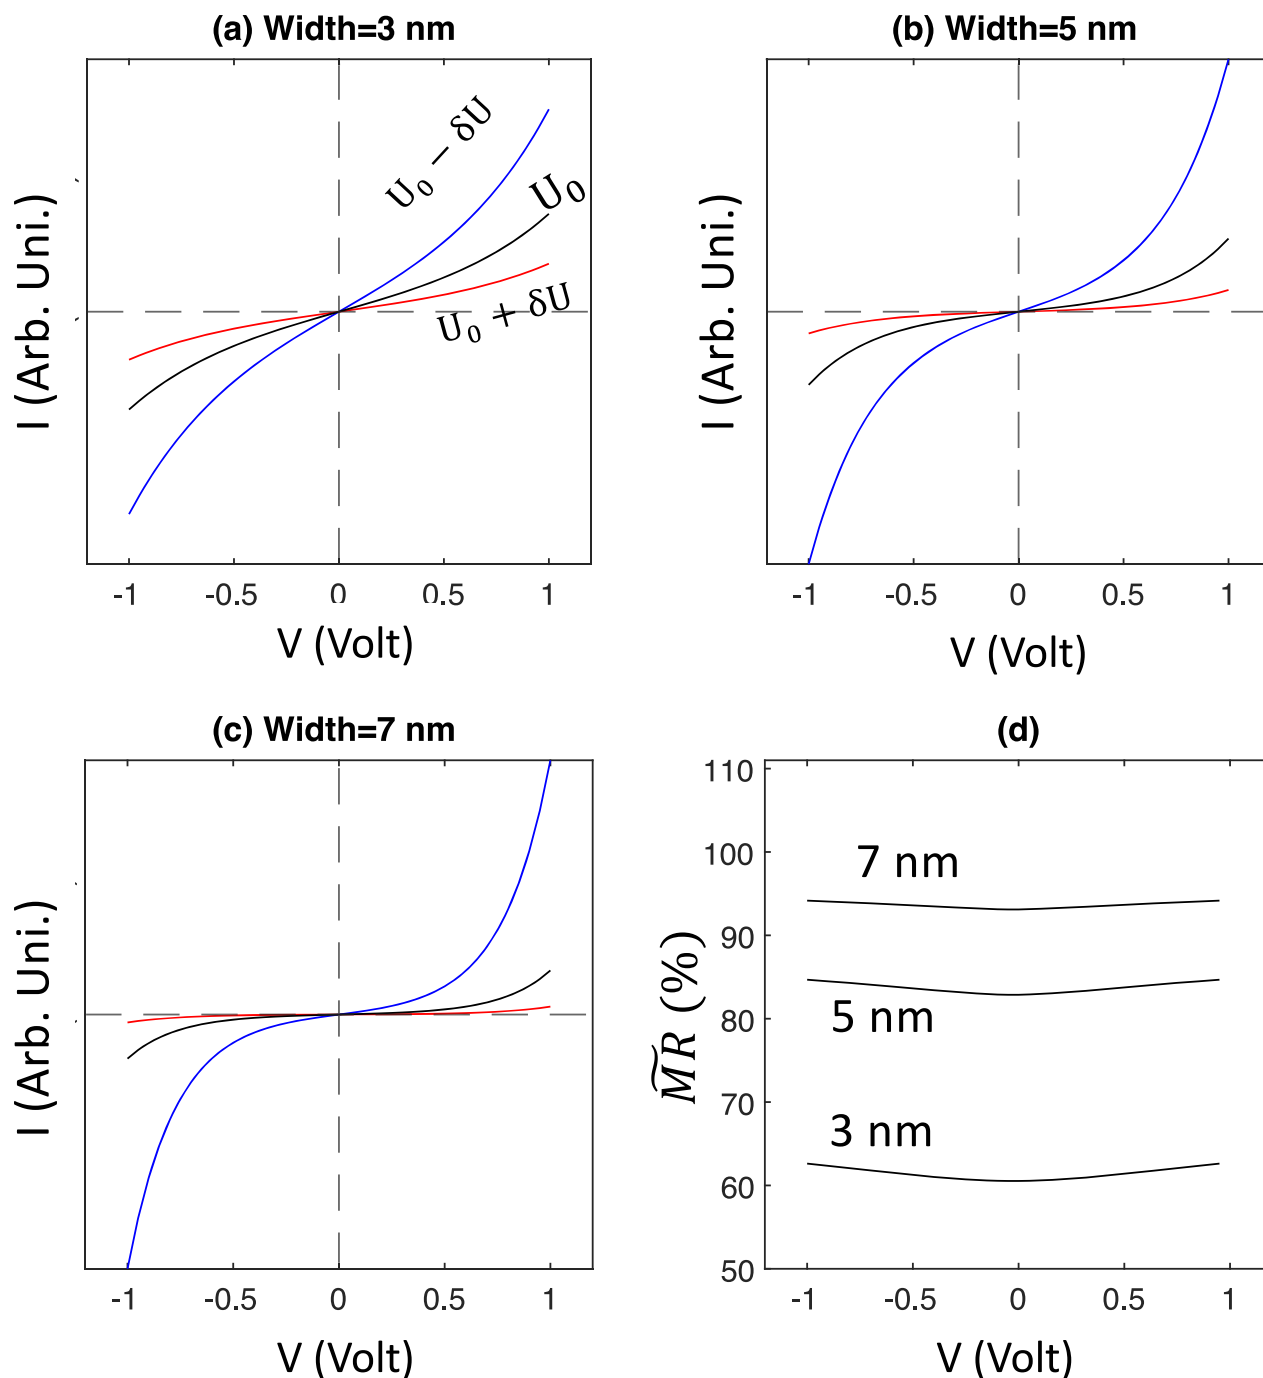 (a) Width=3 nm
I (Arb. Uni.)
U₀ − δU
U₀
U₀ + δU
-1 -0.5 0 0.5 1
V (Volt)
(b) Width=5 nm
I (Arb. Uni.)
-1 -0.5 0 0.5 1
V (Volt)
(c) Width=7 nm
I (Arb. Uni.)
-1 -0.5 0 0.5 1
V (Volt)
(d)
M͠R (%)
110
100
90
80
70
60
50
7 nm
5 nm
3 nm
-1 -0.5 0 0.5 1
V (Volt)